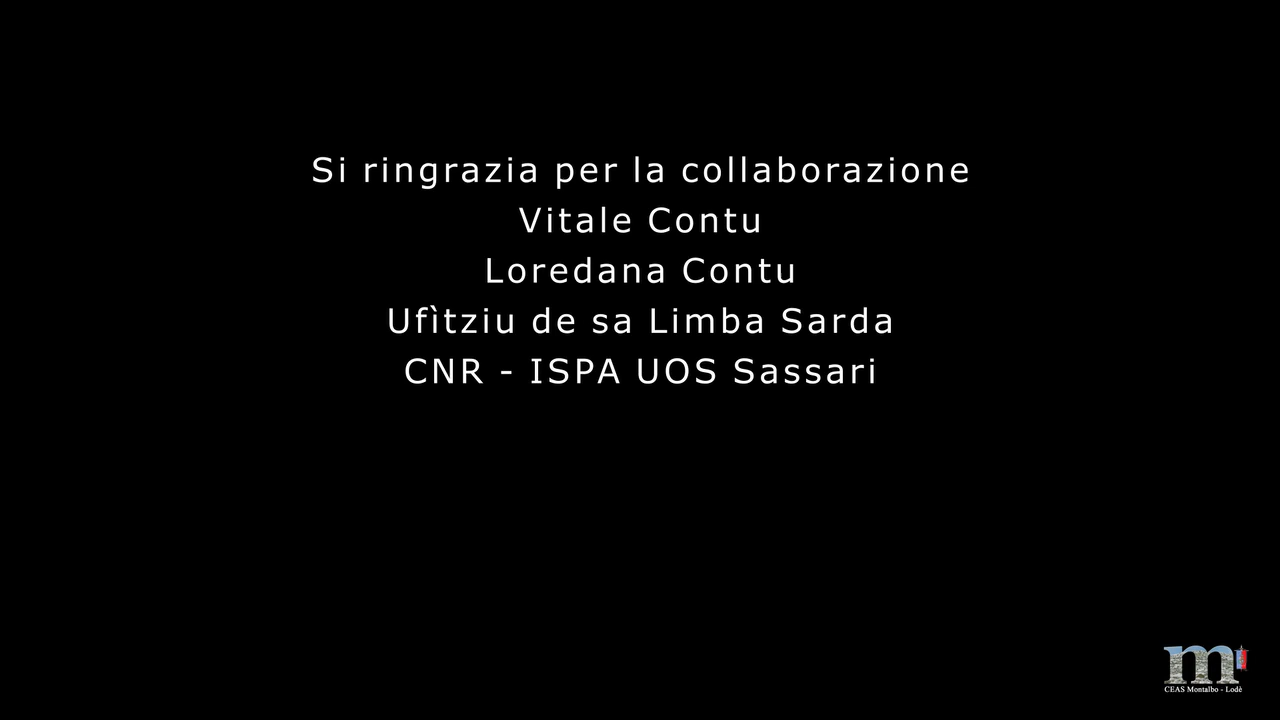 Si ringrazia per la collaborazione
Vitale Contu
Loredana Contu
Ufìtziu de sa Limba Sarda
CNR - ISPA UOS Sassari
m
CEAS Montalbo - Lodè